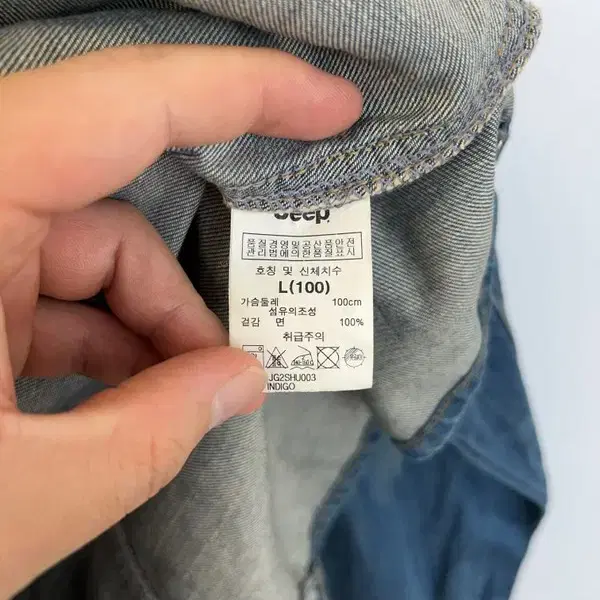 Jeep
품질경영및공산품안전
관리법에의한품질표시
호칭 및 신체치수
L(100)
가슴둘레 100cm
섬유의조성
겉감 면 100%
취급주의
JG2SHU003
INDIGO